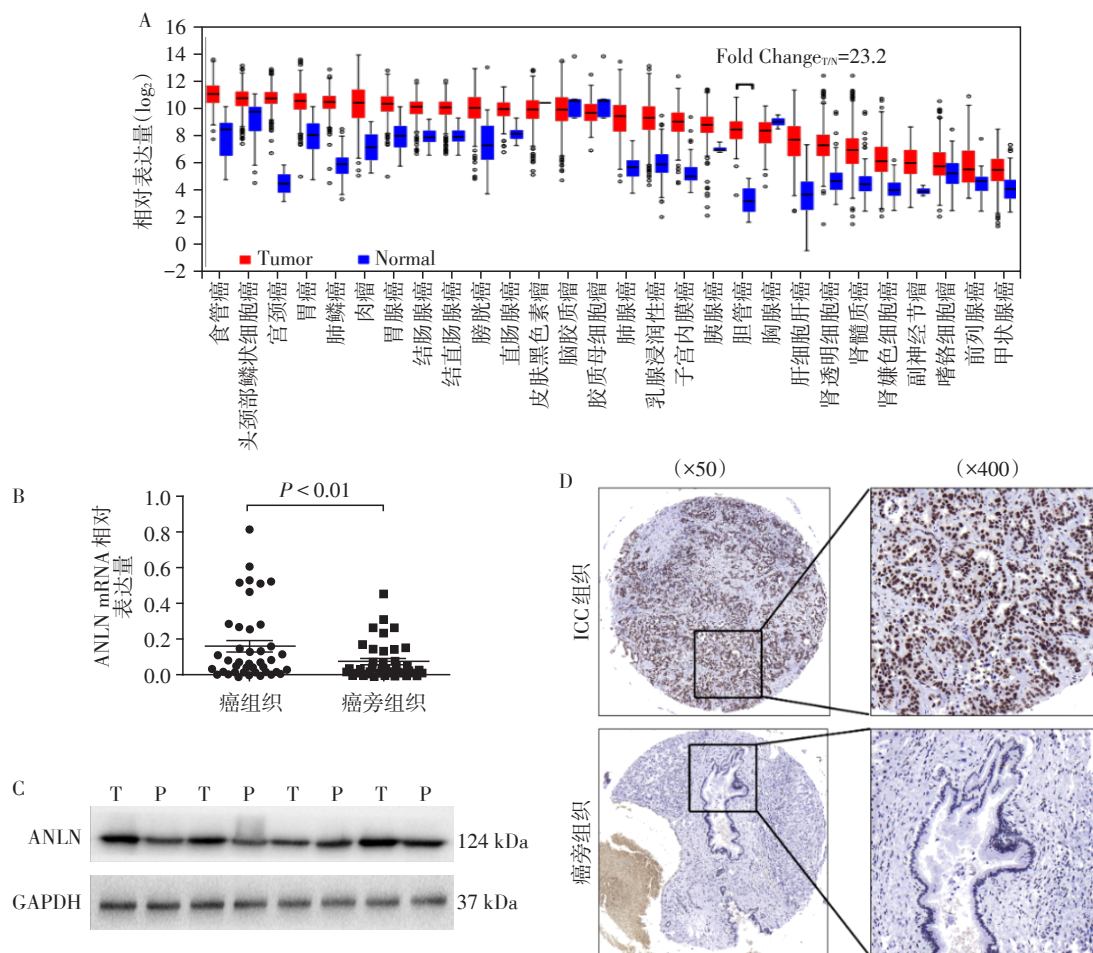 A
相对表达量(log2)
16
14
12
10
8
6
4
2
0
−2
Fold ChangeT/N=23.2
Tumor
Normal
食管癌
头颈部鳞状细胞癌
宫颈癌
胃癌
肺鳞癌
肉瘤
胃腺癌
结肠腺癌
结直肠腺癌
膀胱癌
直肠腺癌
皮肤黑色素瘤
脑胶质瘤
胶质母细胞瘤
肺腺癌
乳腺浸润性癌
子宫内膜癌
胰腺癌
胆管癌
胸腺癌
肝细胞肝癌
肾透明细胞癌
肾髓质癌
肾嫌色细胞癌
副神经节瘤
嗜铬细胞瘤
前列腺癌
甲状腺癌
B
ANLN mRNA 相对
表达量
1.0
0.8
0.6
0.4
0.2
0.0
P < 0.01
癌组织
癌旁组织
C
T P T P T P T P
ANLN
124 kDa
GAPDH
37 kDa
D
(×50)
(×400)
ICC 组织
癌旁组织